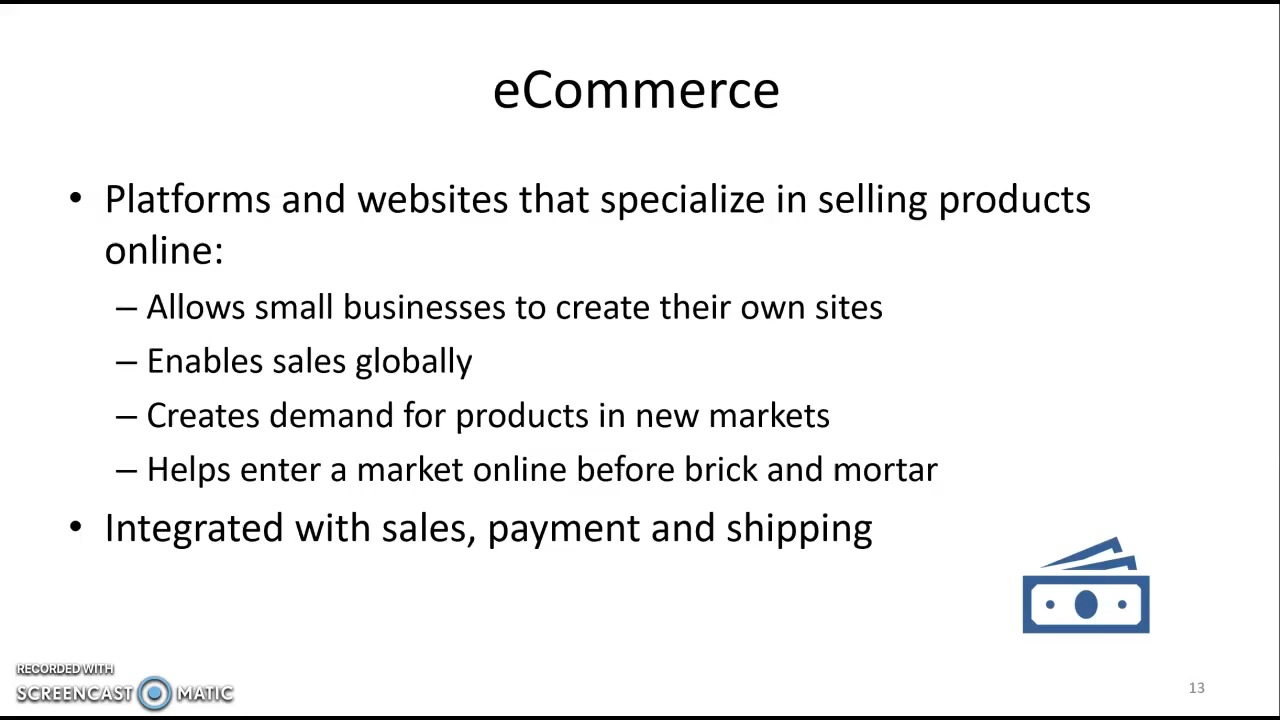 eCommerce
• Platforms and websites that specialize in selling products
online:
– Allows small businesses to create their own sites
– Enables sales globally
– Creates demand for products in new markets
– Helps enter a market online before brick and mortar
• Integrated with sales, payment and shipping
RECORDED WITH
SCREENCAST MATIC
13